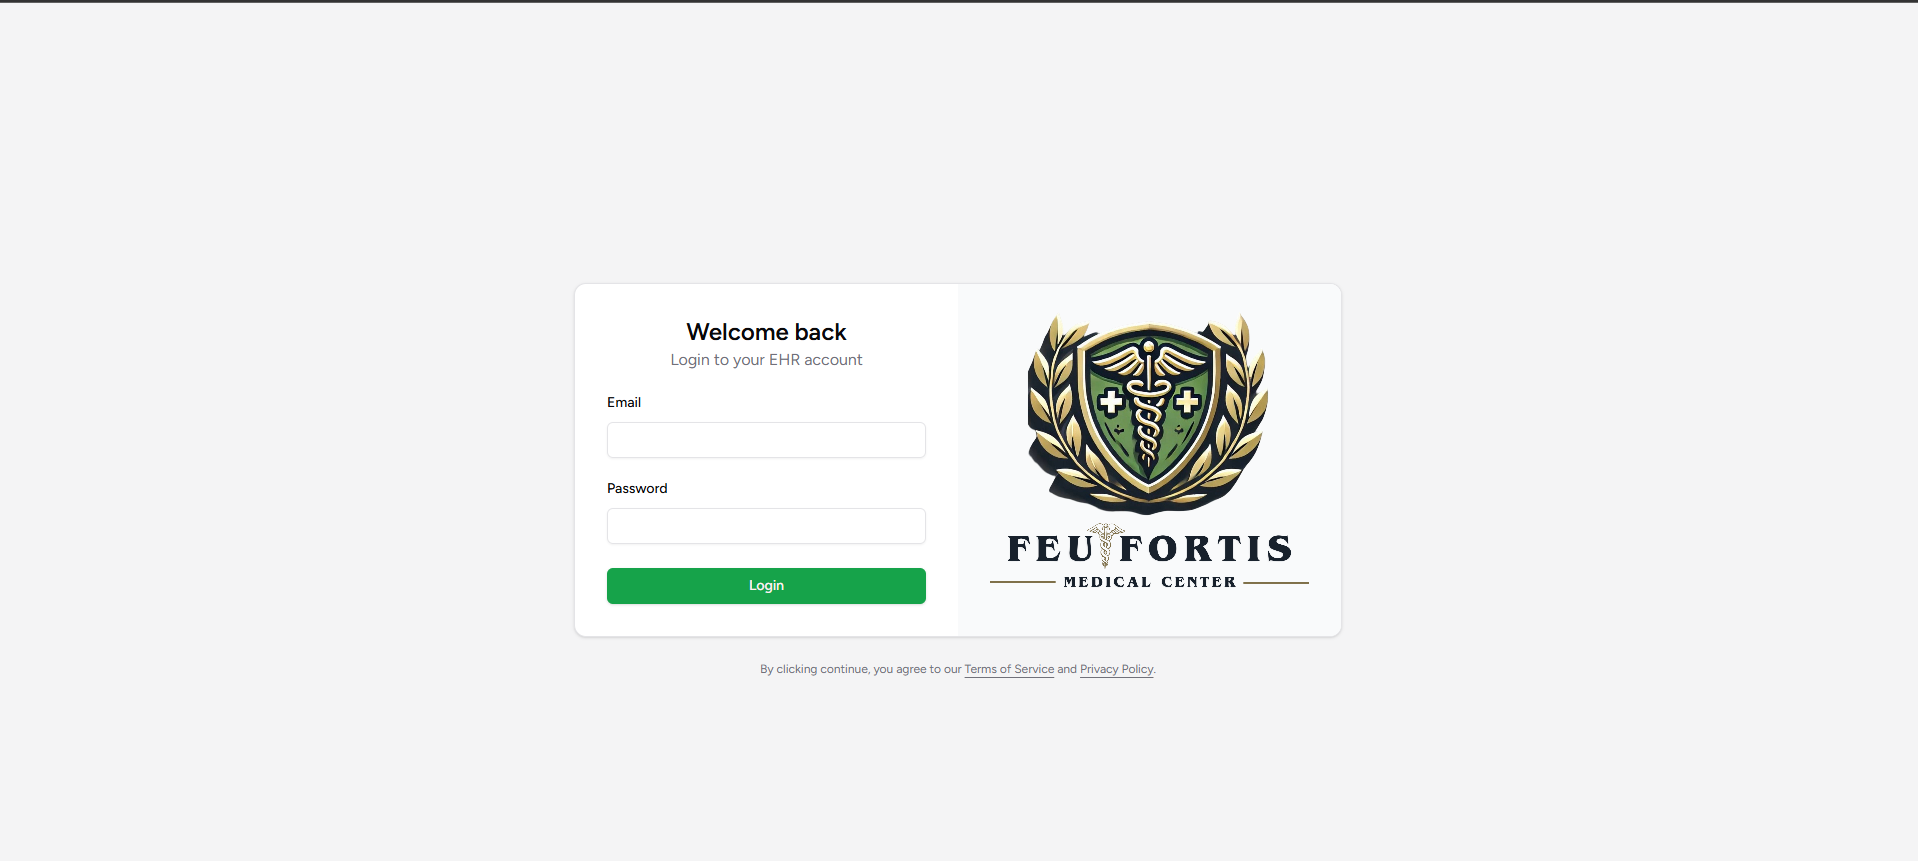 Welcome back
Login to your EHR account
Email
Password
Login
FEU FORTIS
MEDICAL CENTER
By clicking continue, you agree to our Terms of Service and Privacy Policy.